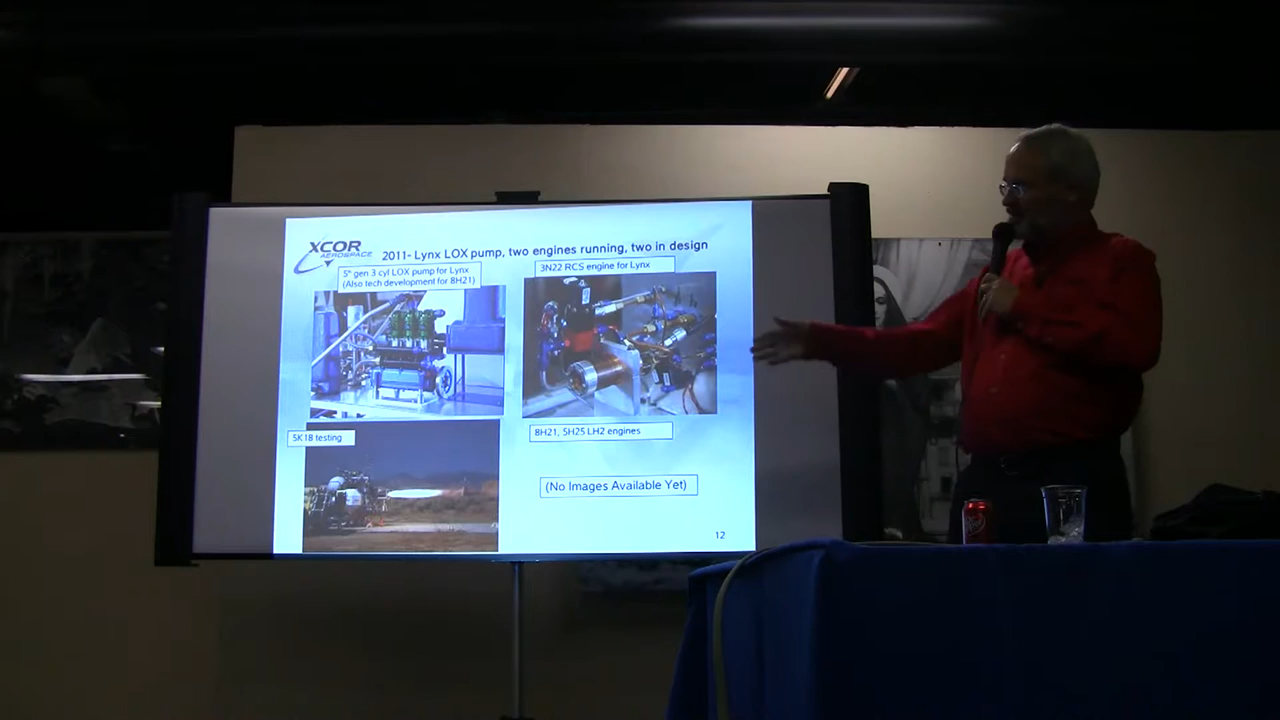 XCOR
AEROSPACE
2011- Lynx LOX pump, two engines running, two in design
5th gen 3 cyl LOX pump for Lynx
(Also tech development for 8H21)
3N22 RCS engine for Lynx
5K18 testing
8H21, 5H25 LH2 engines
(No Images Available Yet)
12